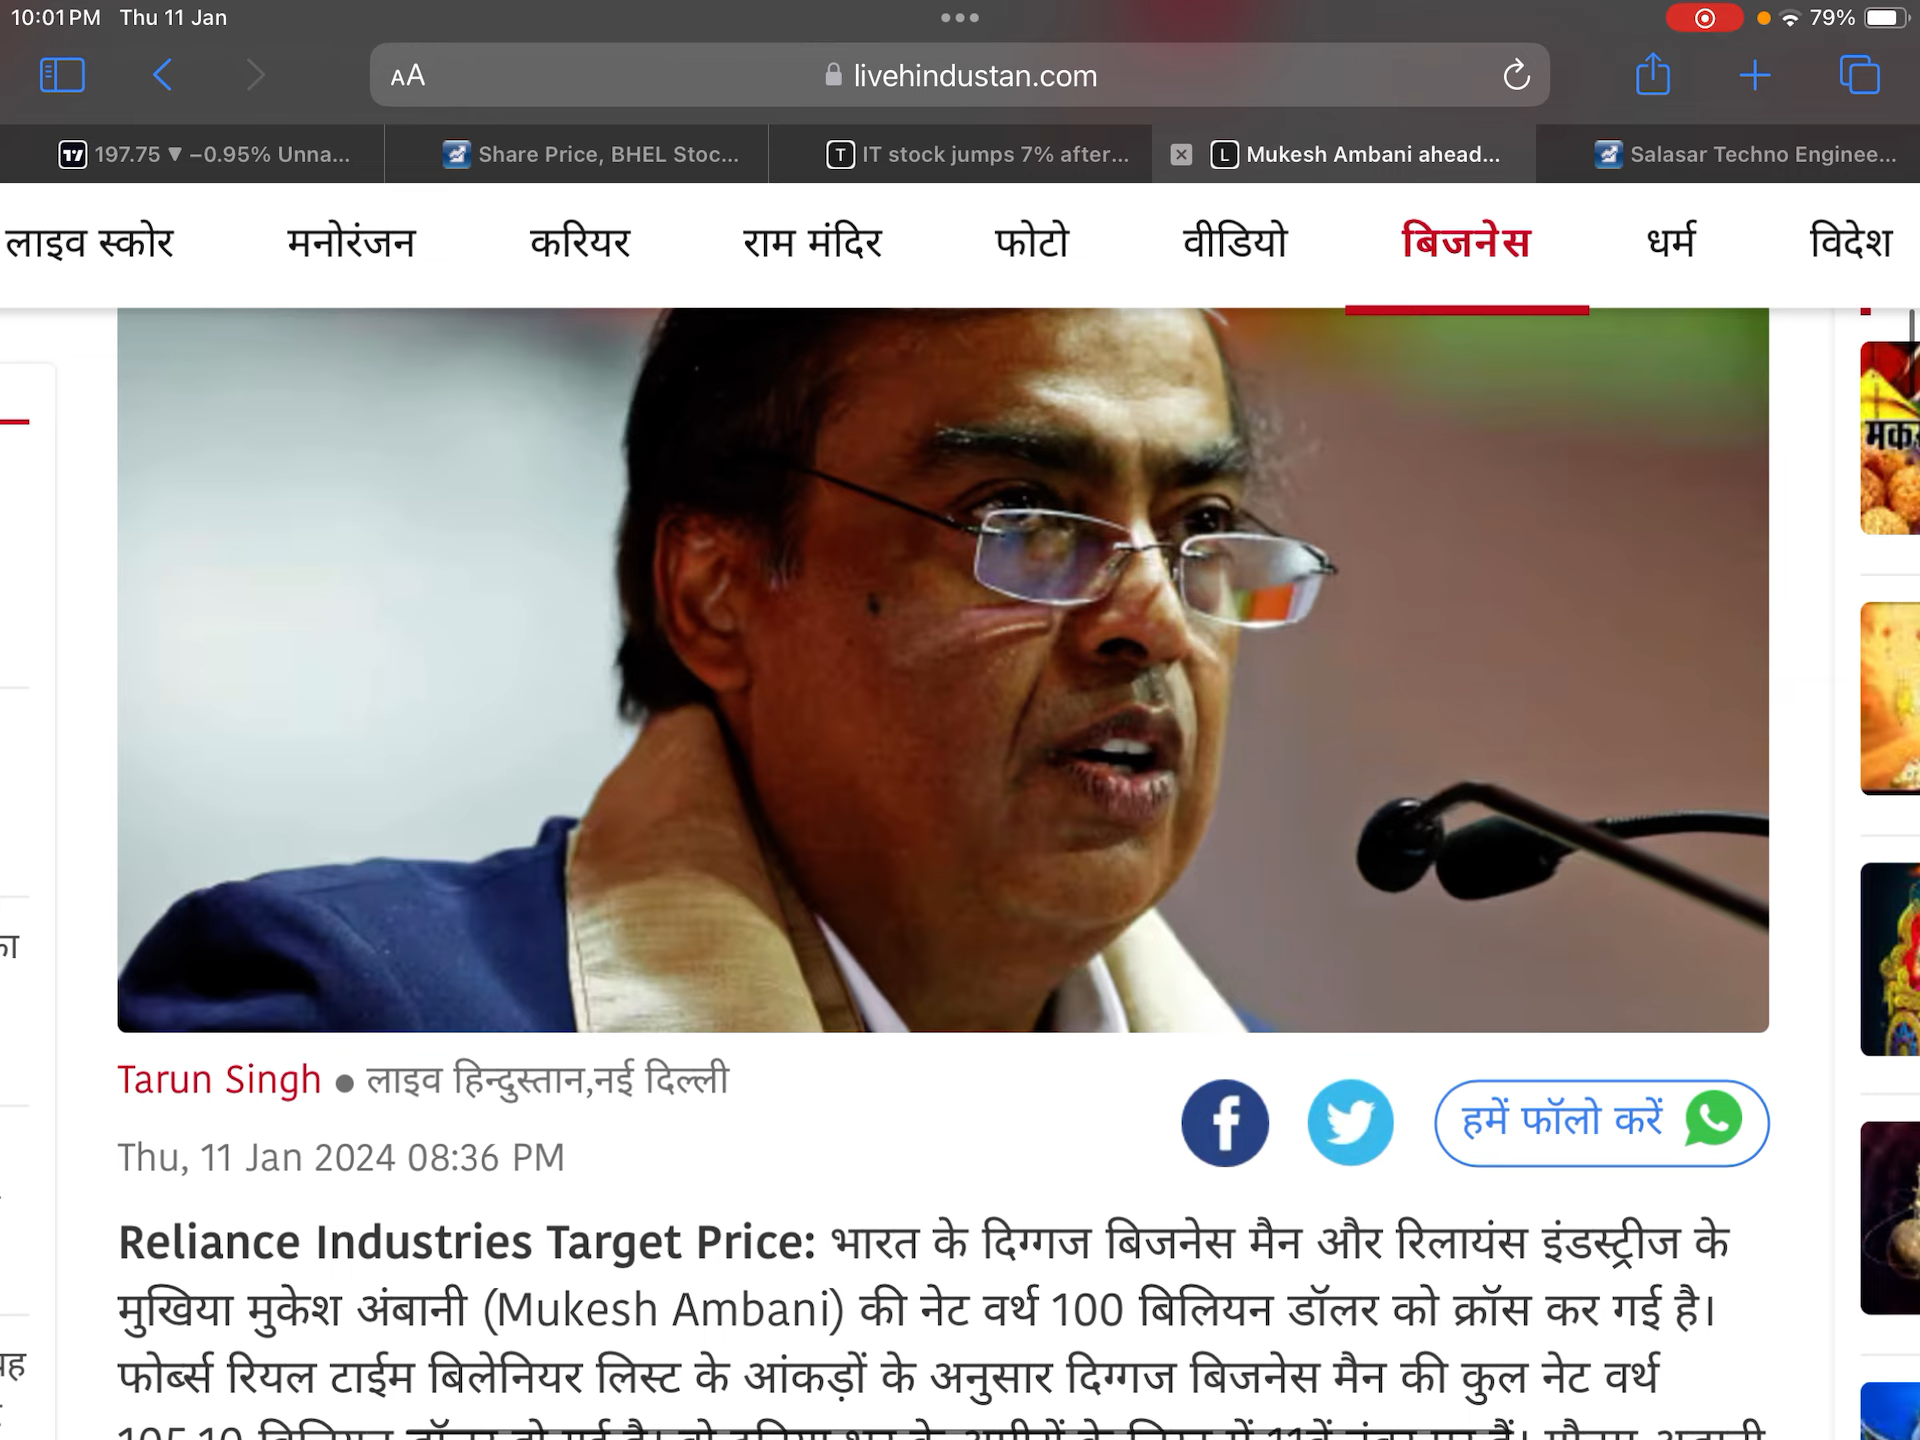 10:01 PM Thu 11 Jan
79%
AA livehindustan.com
197.75 ▼ −0.95% Unna...
Share Price, BHEL Stoc...
T IT stock jumps 7% after...
L Mukesh Ambani ahead...
Salasar Techno Enginee...
लाइव स्कोर मनोरंजन करियर राम मंदिर फोटो वीडियो बिजनेस धर्म विदेश
Tarun Singh ● लाइव हिन्दुस्तान,नई दिल्ली
Thu, 11 Jan 2024 08:36 PM
हमें फॉलो करें
Reliance Industries Target Price: भारत के दिग्गज बिजनेस मैन और रिलायंस इंडस्ट्रीज के
मुखिया मुकेश अंबानी (Mukesh Ambani) की नेट वर्थ 100 बिलियन डॉलर को क्रॉस कर गई है।
फोर्ब्स रियल टाईम बिलेनियर लिस्ट के आंकड़ों के अनुसार दिग्गज बिजनेस मैन की कुल नेट वर्थ